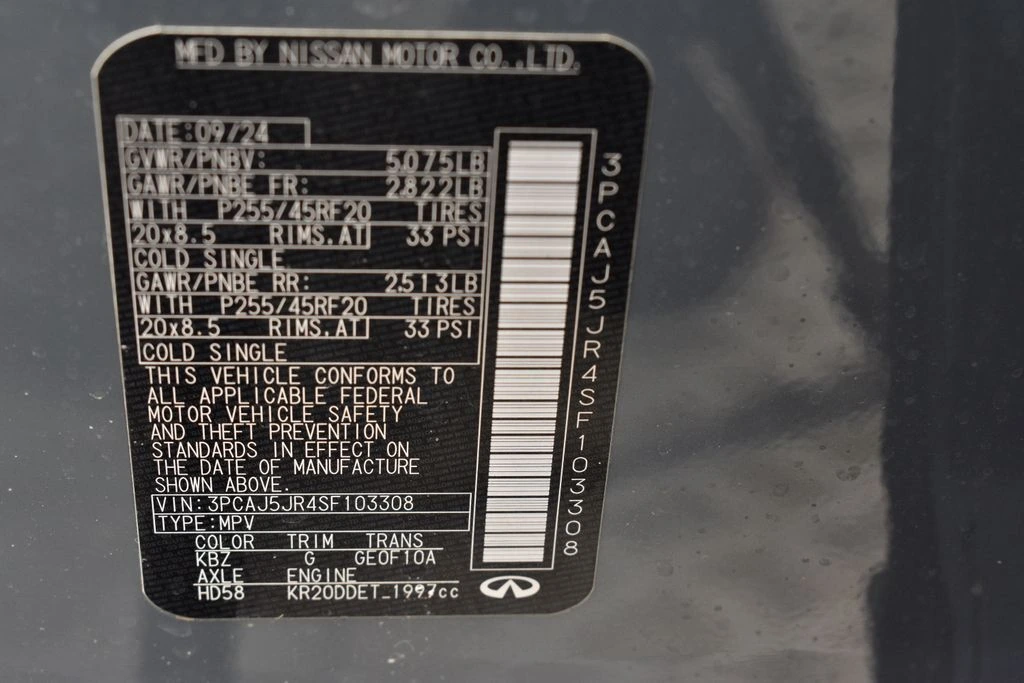 MFD BY NISSAN MOTOR CO.,LTD.
DATE:09/24
GVWR/PNBV: 5075LB
GAWR/PNBE FR: 2822LB
WITH P255/45RF20 TIRES
20x8.5 RIMS.AT 33 PSI
COLD SINGLE
GAWR/PNBE RR: 2513LB
WITH P255/45RF20 TIRES
20x8.5 RIMS.AT 33 PSI
COLD SINGLE
THIS VEHICLE CONFORMS TO
ALL APPLICABLE FEDERAL
MOTOR VEHICLE SAFETY
AND THEFT PREVENTION
STANDARDS IN EFFECT ON
THE DATE OF MANUFACTURE
SHOWN ABOVE.
VIN:3PCAJ5JR4SF103308
TYPE:MPV
COLOR TRIM TRANS
KBZ G GE0F10A
AXLE ENGINE
HD58 KR20DDET_1997cc
3PCAJ5JR4SF103308